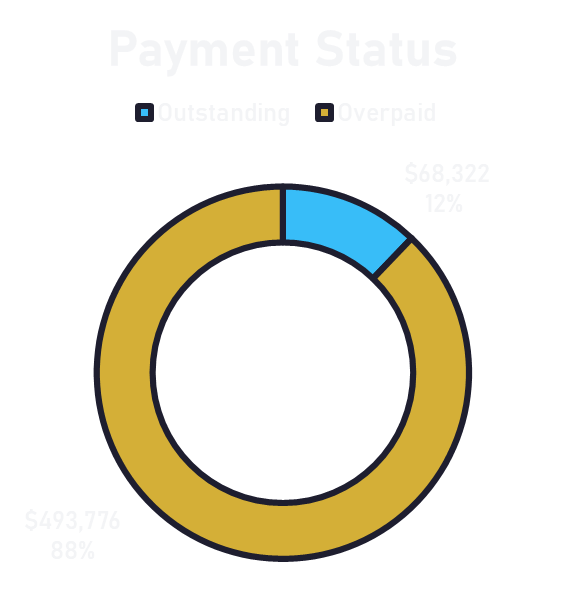 Payment Status
Outstanding Overpaid
$68,322
12%
$493,776
88%